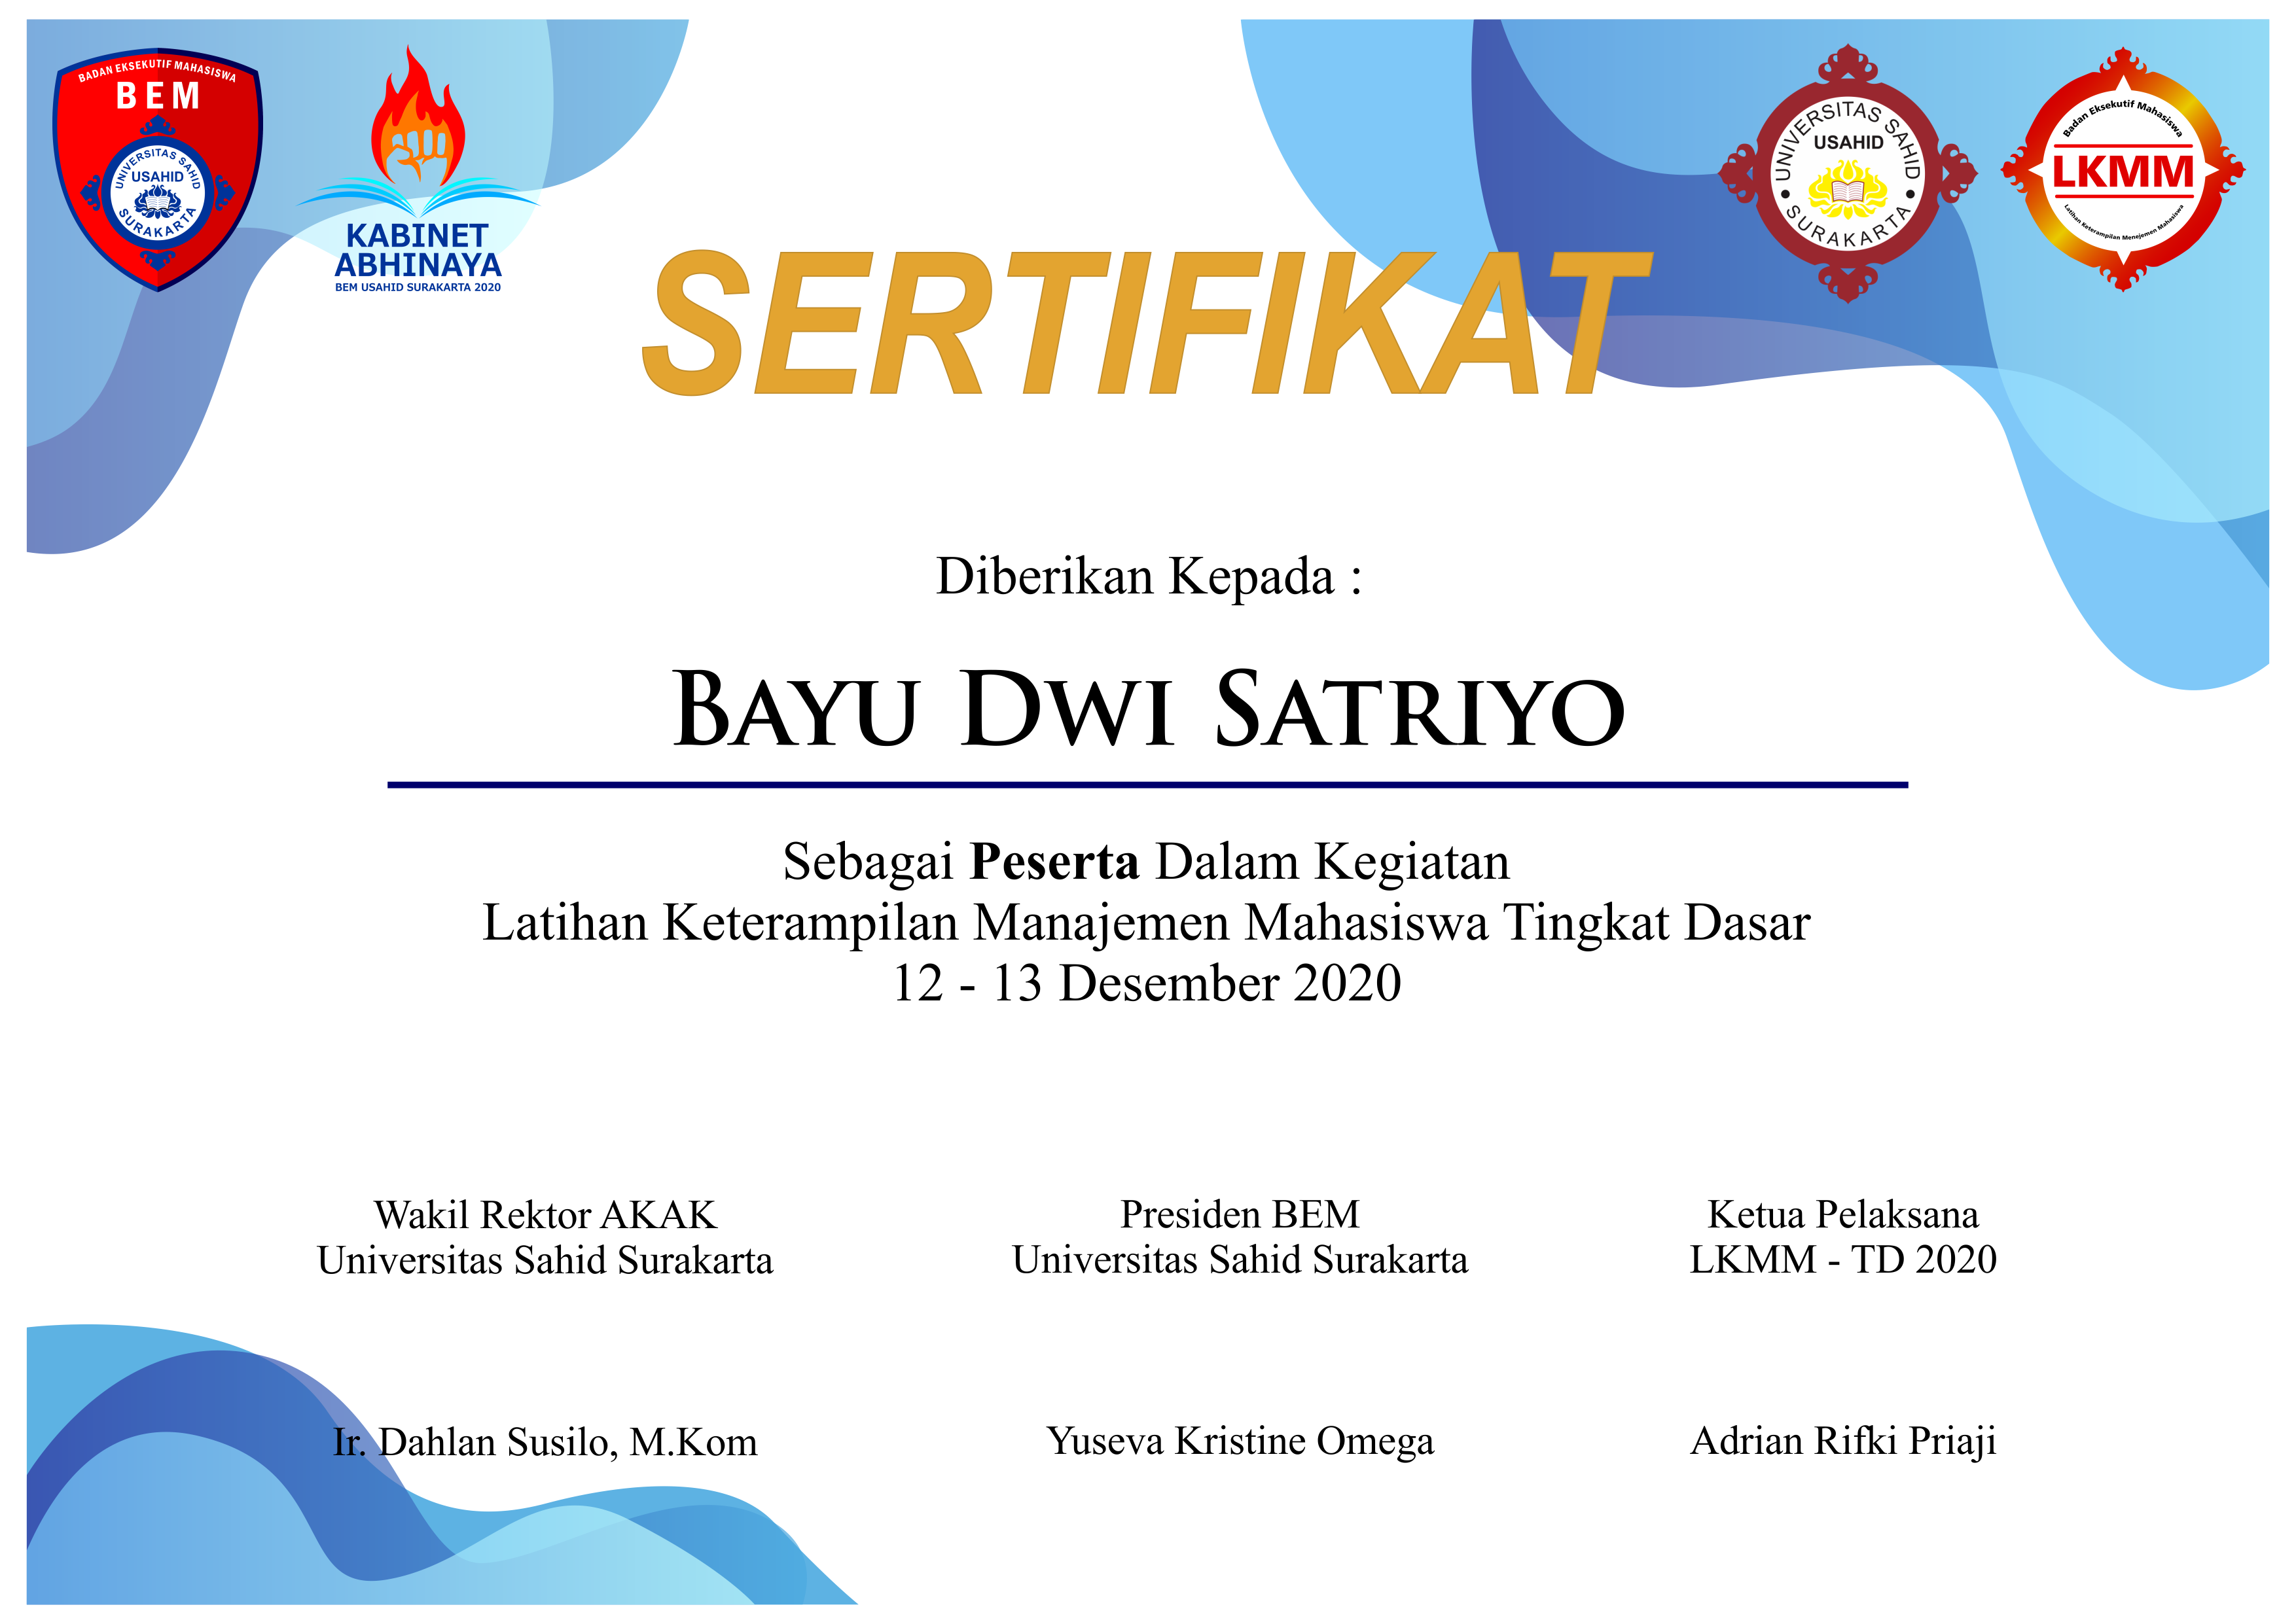 BADAN EKSEKUTIF MAHASISWA
BEM
UNIVERSITAS SAHID
USAHID
SURAKARTA
KABINET
ABHINAYA
BEM USAHID SURAKARTA 2020
UNIVERSITAS SAHID
USAHID
SURAKARTA
Badan Eksekutif Mahasiswa
LKMM
Latihan Keterampilan Menejemen Mahasiswa
SERTIFIKAT
Diberikan Kepada :
BAYU DWI SATRIYO
Sebagai Peserta Dalam Kegiatan
Latihan Keterampilan Manajemen Mahasiswa Tingkat Dasar
12 - 13 Desember 2020
Wakil Rektor AKAK
Universitas Sahid Surakarta
Presiden BEM
Universitas Sahid Surakarta
Ketua Pelaksana
LKMM - TD 2020
Ir. Dahlan Susilo, M.Kom
Yuseva Kristine Omega
Adrian Rifki Priaji